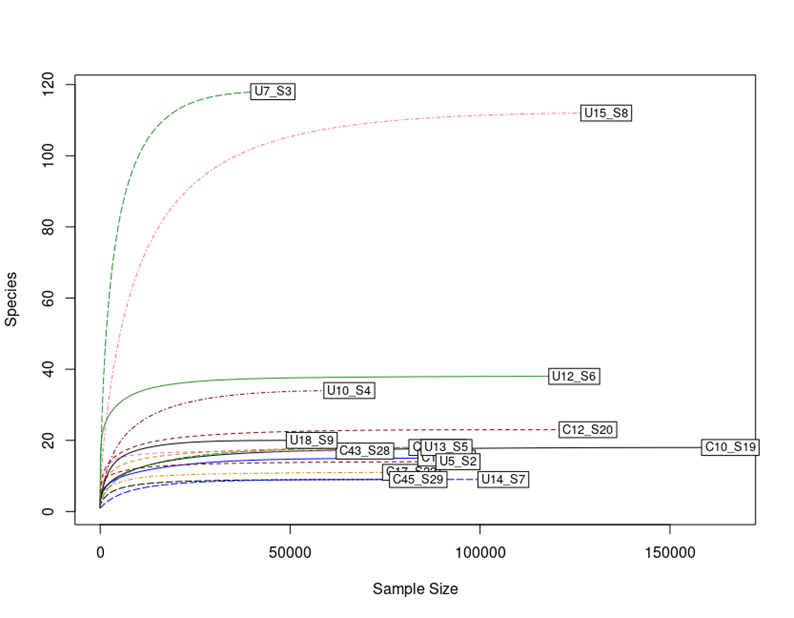 120
100
80
60
40
20
0
Species
U7_S3
U15_S8
U12_S6
U10_S4
C12_S20
U18_S9
U13_S5
C10_S19
C43_S28
U5_S2
C45_S29
U14_S7
0
50000
100000
150000
Sample Size